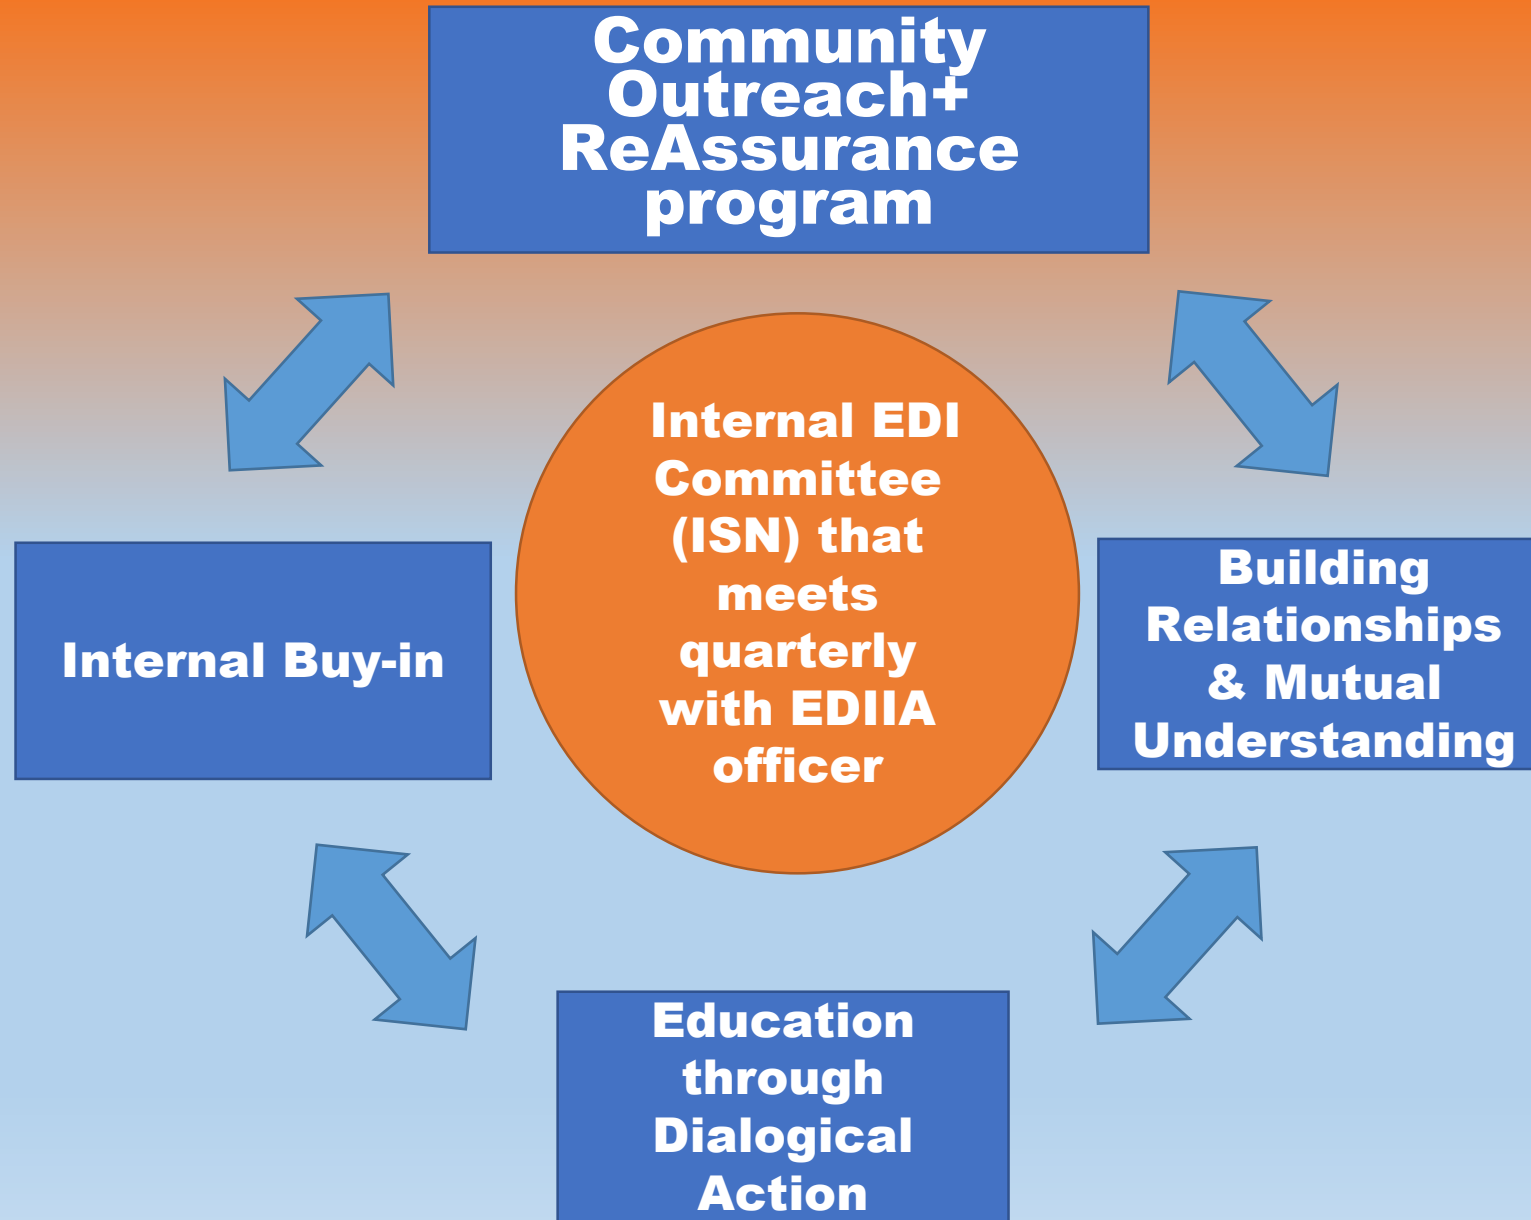 Community
Outreach+
ReAssurance
program
Internal EDI
Committee
(ISN) that
meets
quarterly
with EDIIA
officer
Internal Buy-in
Building
Relationships
& Mutual
Understanding
Education
through
Dialogical
Action